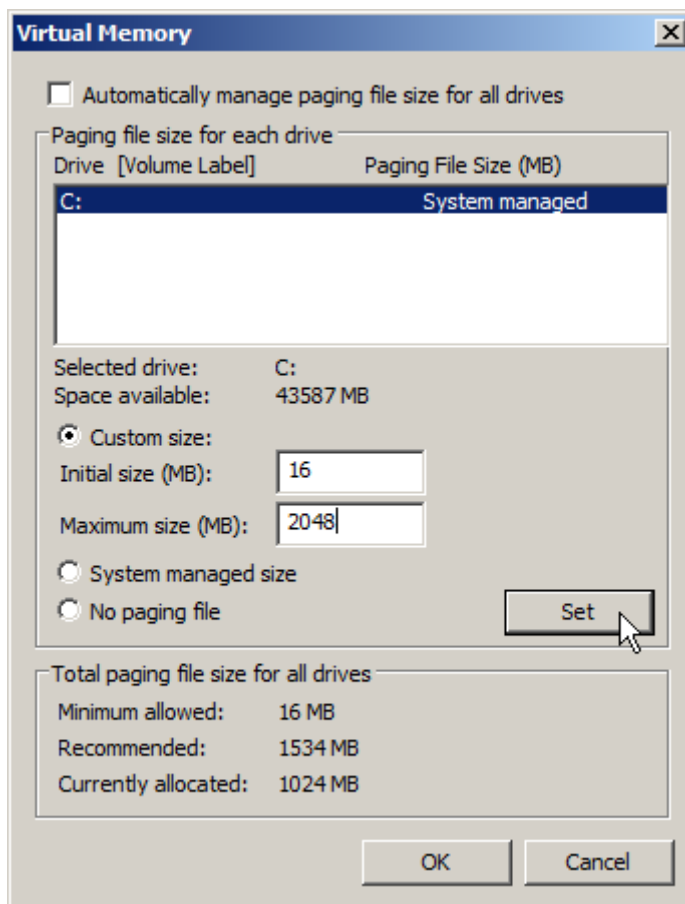 Virtual Memory
Automatically manage paging file size for all drives
Paging file size for each drive
Drive [Volume Label] Paging File Size (MB)
C: System managed
Selected drive: C:
Space available: 43587 MB
Custom size:
Initial size (MB): 16
Maximum size (MB): 2048
System managed size
No paging file
Set
Total paging file size for all drives
Minimum allowed: 16 MB
Recommended: 1534 MB
Currently allocated: 1024 MB
OK Cancel